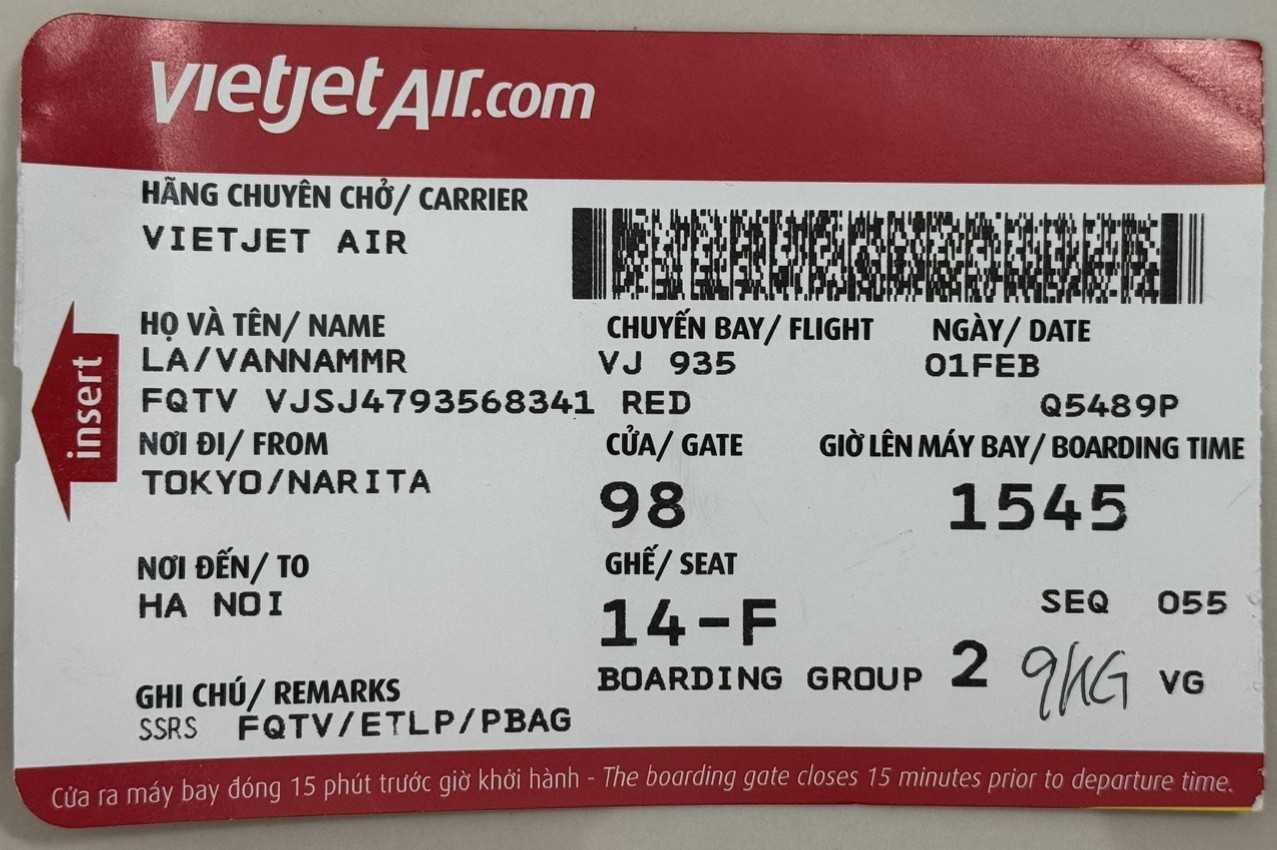 vietjetAir.com
HÃNG CHUYÊN CHỞ/ CARRIER
VIETJET AIR
HỌ VÀ TÊN/ NAME
LA/VANNAMMR
CHUYẾN BAY/ FLIGHT
VJ 935
NGÀY/ DATE
01FEB
FQTV VJSJ4793568341 RED
Q5489P
NƠI ĐI/ FROM
TOKYO/NARITA
CỬA/ GATE
98
GIỜ LÊN MÁY BAY/ BOARDING TIME
1545
insert
NƠI ĐẾN/ TO
HA NOI
GHẾ/ SEAT
14-F
SEQ 055
BOARDING GROUP 2
9/KG
VG
GHI CHÚ/ REMARKS
SSRS FQTV/ETLP/PBAG
Cửa ra máy bay đóng 15 phút trước giờ khởi hành - The boarding gate closes 15 minutes prior to departure time.